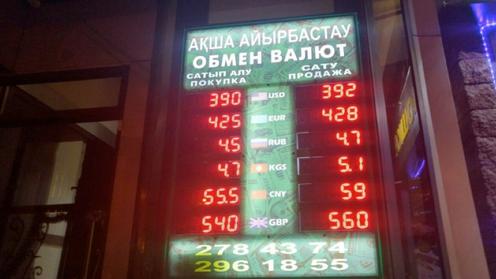 АҚША АЙЫРБАСТАУ
ОБМЕН ВАЛЮТ
САТЫП АЛУ САТУ
ПОКУПКА ПРОДАЖА
390 USD 392
425 EUR 428
4.5 RUB 4.7
4.7 KGS 5.1
55.5 CNY 59
540 GBP 560
278 43 74
296 18 55